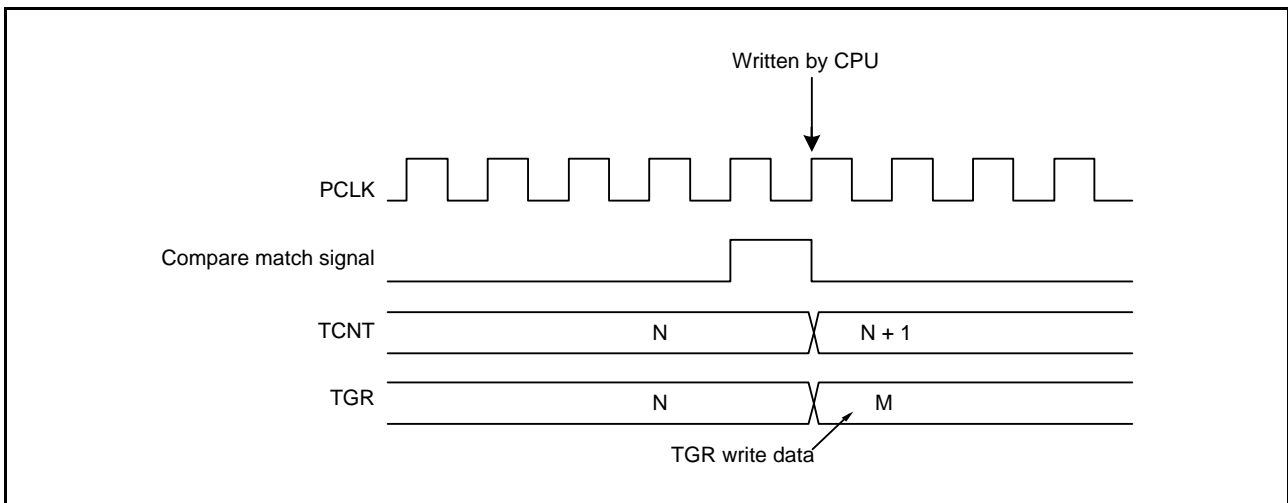 Written by CPU
PCLK
Compare match signal
TCNT
N
N + 1
TGR
N
M
TGR write data